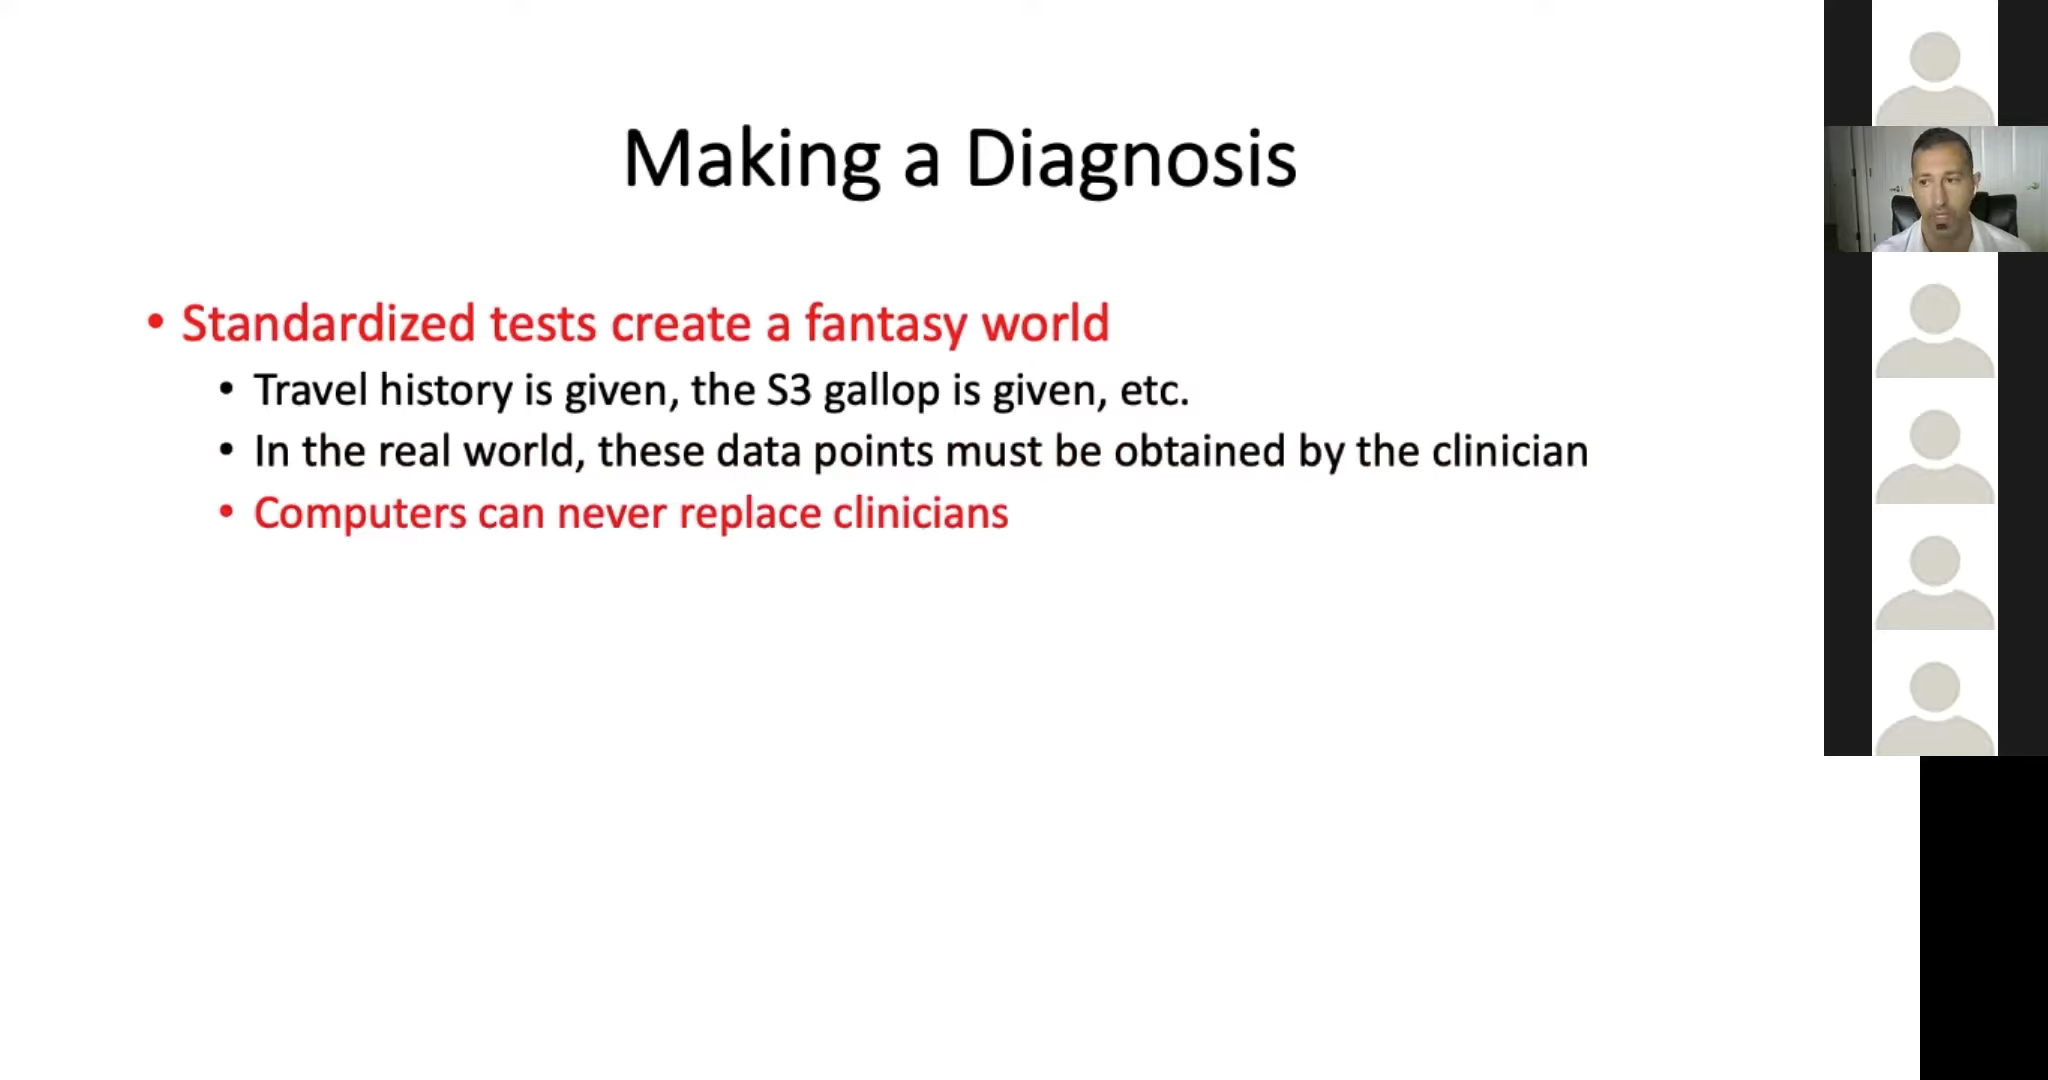 Making a Diagnosis
• Standardized tests create a fantasy world
• Travel history is given, the S3 gallop is given, etc.
• In the real world, these data points must be obtained by the clinician
• Computers can never replace clinicians